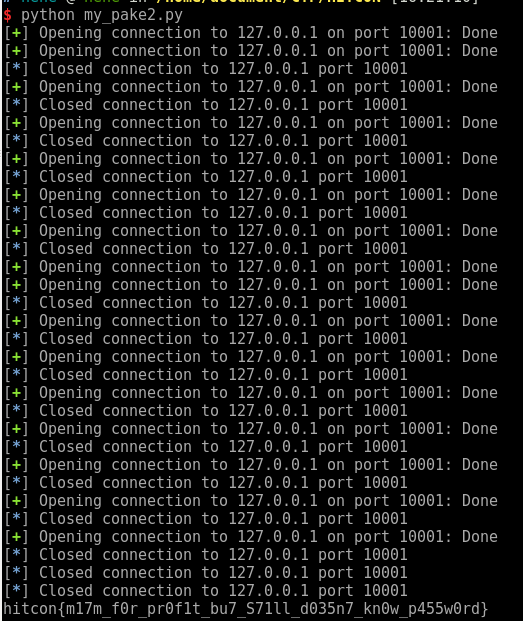 $ python my_pake2.py
[+] Opening connection to 127.0.0.1 on port 10001: Done
[+] Opening connection to 127.0.0.1 on port 10001: Done
[*] Closed connection to 127.0.0.1 port 10001
[+] Opening connection to 127.0.0.1 on port 10001: Done
[*] Closed connection to 127.0.0.1 port 10001
[+] Opening connection to 127.0.0.1 on port 10001: Done
[*] Closed connection to 127.0.0.1 port 10001
[+] Opening connection to 127.0.0.1 on port 10001: Done
[*] Closed connection to 127.0.0.1 port 10001
[+] Opening connection to 127.0.0.1 on port 10001: Done
[*] Closed connection to 127.0.0.1 port 10001
[+] Opening connection to 127.0.0.1 on port 10001: Done
[*] Closed connection to 127.0.0.1 port 10001
[+] Opening connection to 127.0.0.1 on port 10001: Done
[+] Opening connection to 127.0.0.1 on port 10001: Done
[*] Closed connection to 127.0.0.1 port 10001
[+] Opening connection to 127.0.0.1 on port 10001: Done
[*] Closed connection to 127.0.0.1 port 10001
[+] Opening connection to 127.0.0.1 on port 10001: Done
[*] Closed connection to 127.0.0.1 port 10001
[+] Opening connection to 127.0.0.1 on port 10001: Done
[*] Closed connection to 127.0.0.1 port 10001
[+] Opening connection to 127.0.0.1 on port 10001: Done
[*] Closed connection to 127.0.0.1 port 10001
[+] Opening connection to 127.0.0.1 on port 10001: Done
[*] Closed connection to 127.0.0.1 port 10001
[+] Opening connection to 127.0.0.1 on port 10001: Done
[*] Closed connection to 127.0.0.1 port 10001
[+] Opening connection to 127.0.0.1 on port 10001: Done
[*] Closed connection to 127.0.0.1 port 10001
[*] Closed connection to 127.0.0.1 port 10001
[*] Closed connection to 127.0.0.1 port 10001
hitcon{m17m_f0r_pr0f1t_bu7_S71ll_d035n7_kn0w_p455w0rd}